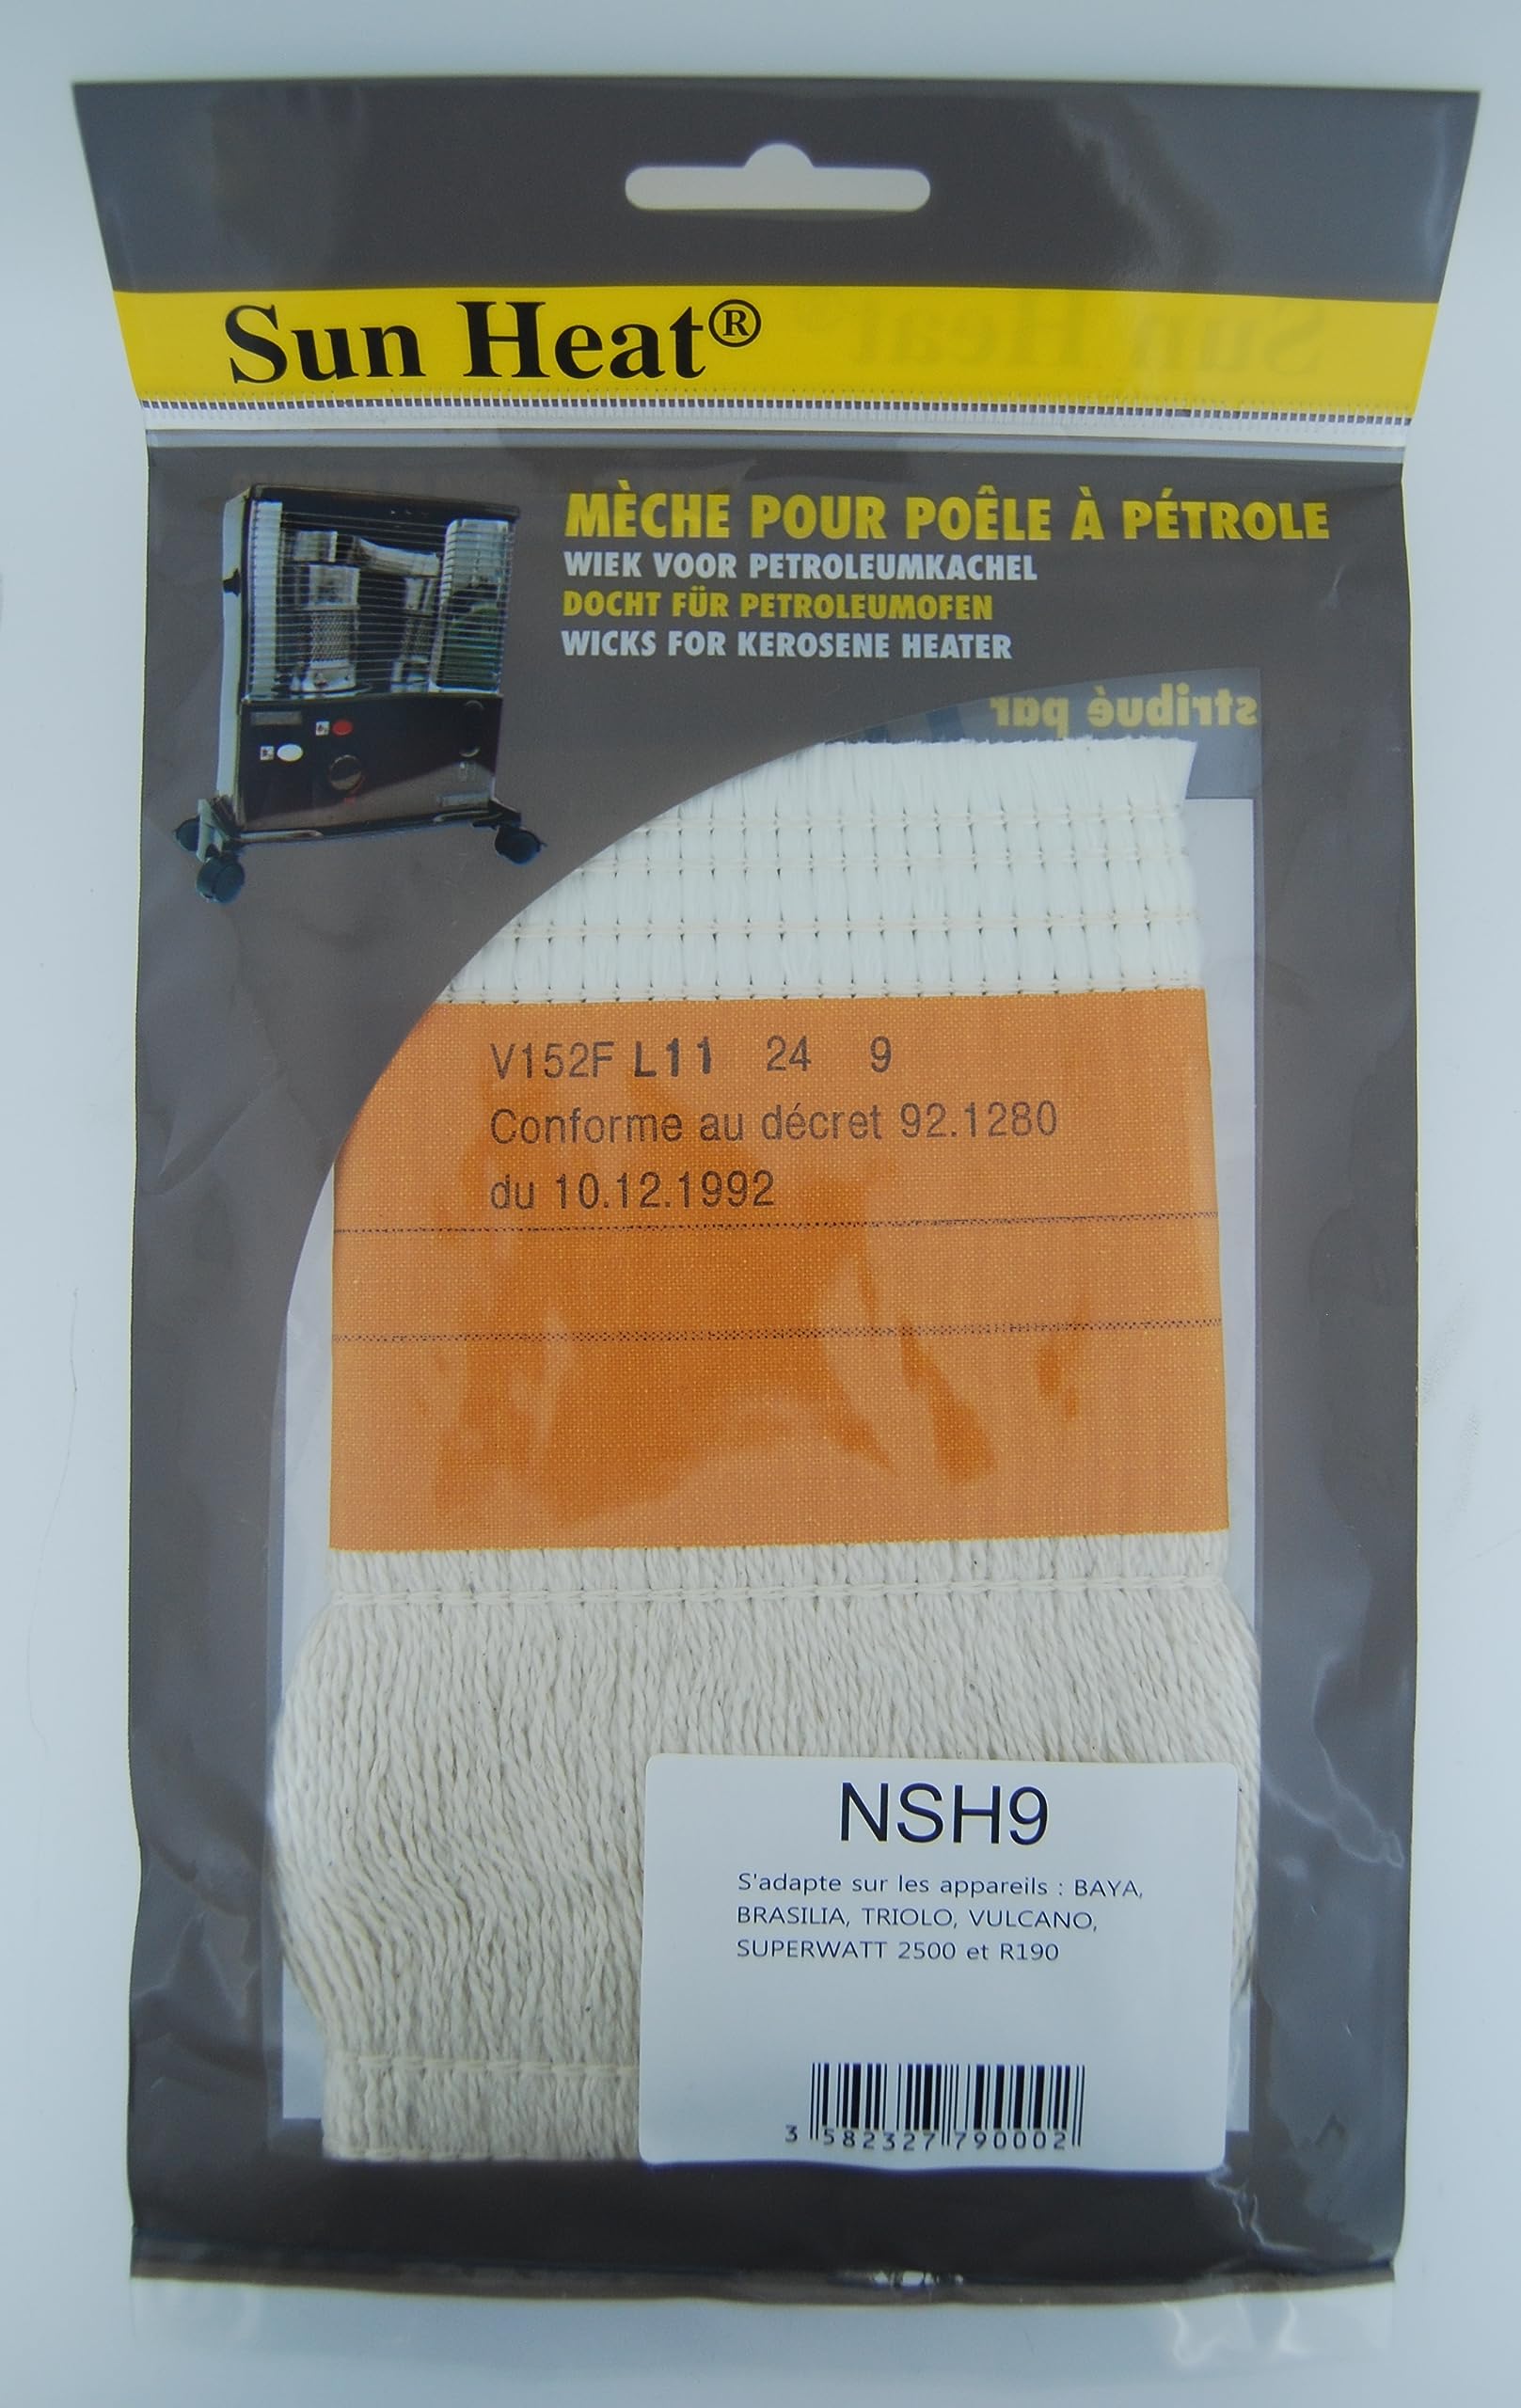 Sun Heat®
MÈCHE POUR POÊLE À PÉTROLE
WIEK VOOR PETROLEUMKACHEL
DOCHT FÜR PETROLEUMOFEN
WICKS FOR KEROSENE HEATER
stribué par
V152F L11 24 9
Conforme au décret 92.1280
du 10.12.1992
NSH9
S'adapte sur les appareils : BAYA,
BRASILIA, TRIOLO, VULCANO,
SUPERWATT 2500 et R190
3 582327 790002